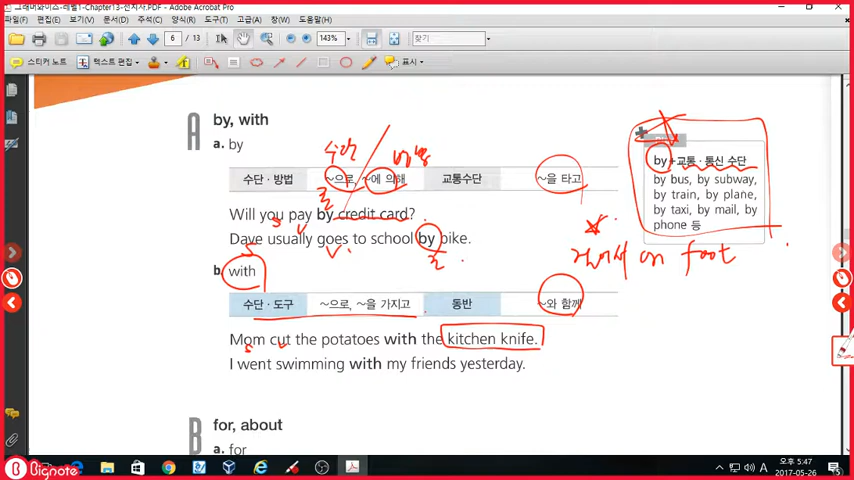 그래머와이즈-레벨1-Chapter13-전치사.PDF - Adobe Acrobat Pro
파일(F) 편집(E) 보기(V) 문서(D) 주석(C) 양식(R) 도구(T) 고급(A) 창 도움말(H)
6 / 13 143% 찾기
스티커 노트 텍스트 편집 표시
A by, with
a. by
수단 방법
수단·방법 ~으로, ~에 의해 교통수단 ~을 타고
Will you pay by credit card?
Dave usually goes to school by bike.
b. with
수단·도구 ~으로, ~을 가지고 동반 ~와 함께
Mom cut the potatoes with the kitchen knife.
I went swimming with my friends yesterday.
by+교통·통신 수단
by bus, by subway,
by train, by plane,
by taxi, by mail, by
phone 등
on foot
S V
S V
S V
B for, about
a. for
Bignote
A 오후 5:47
2017-05-26